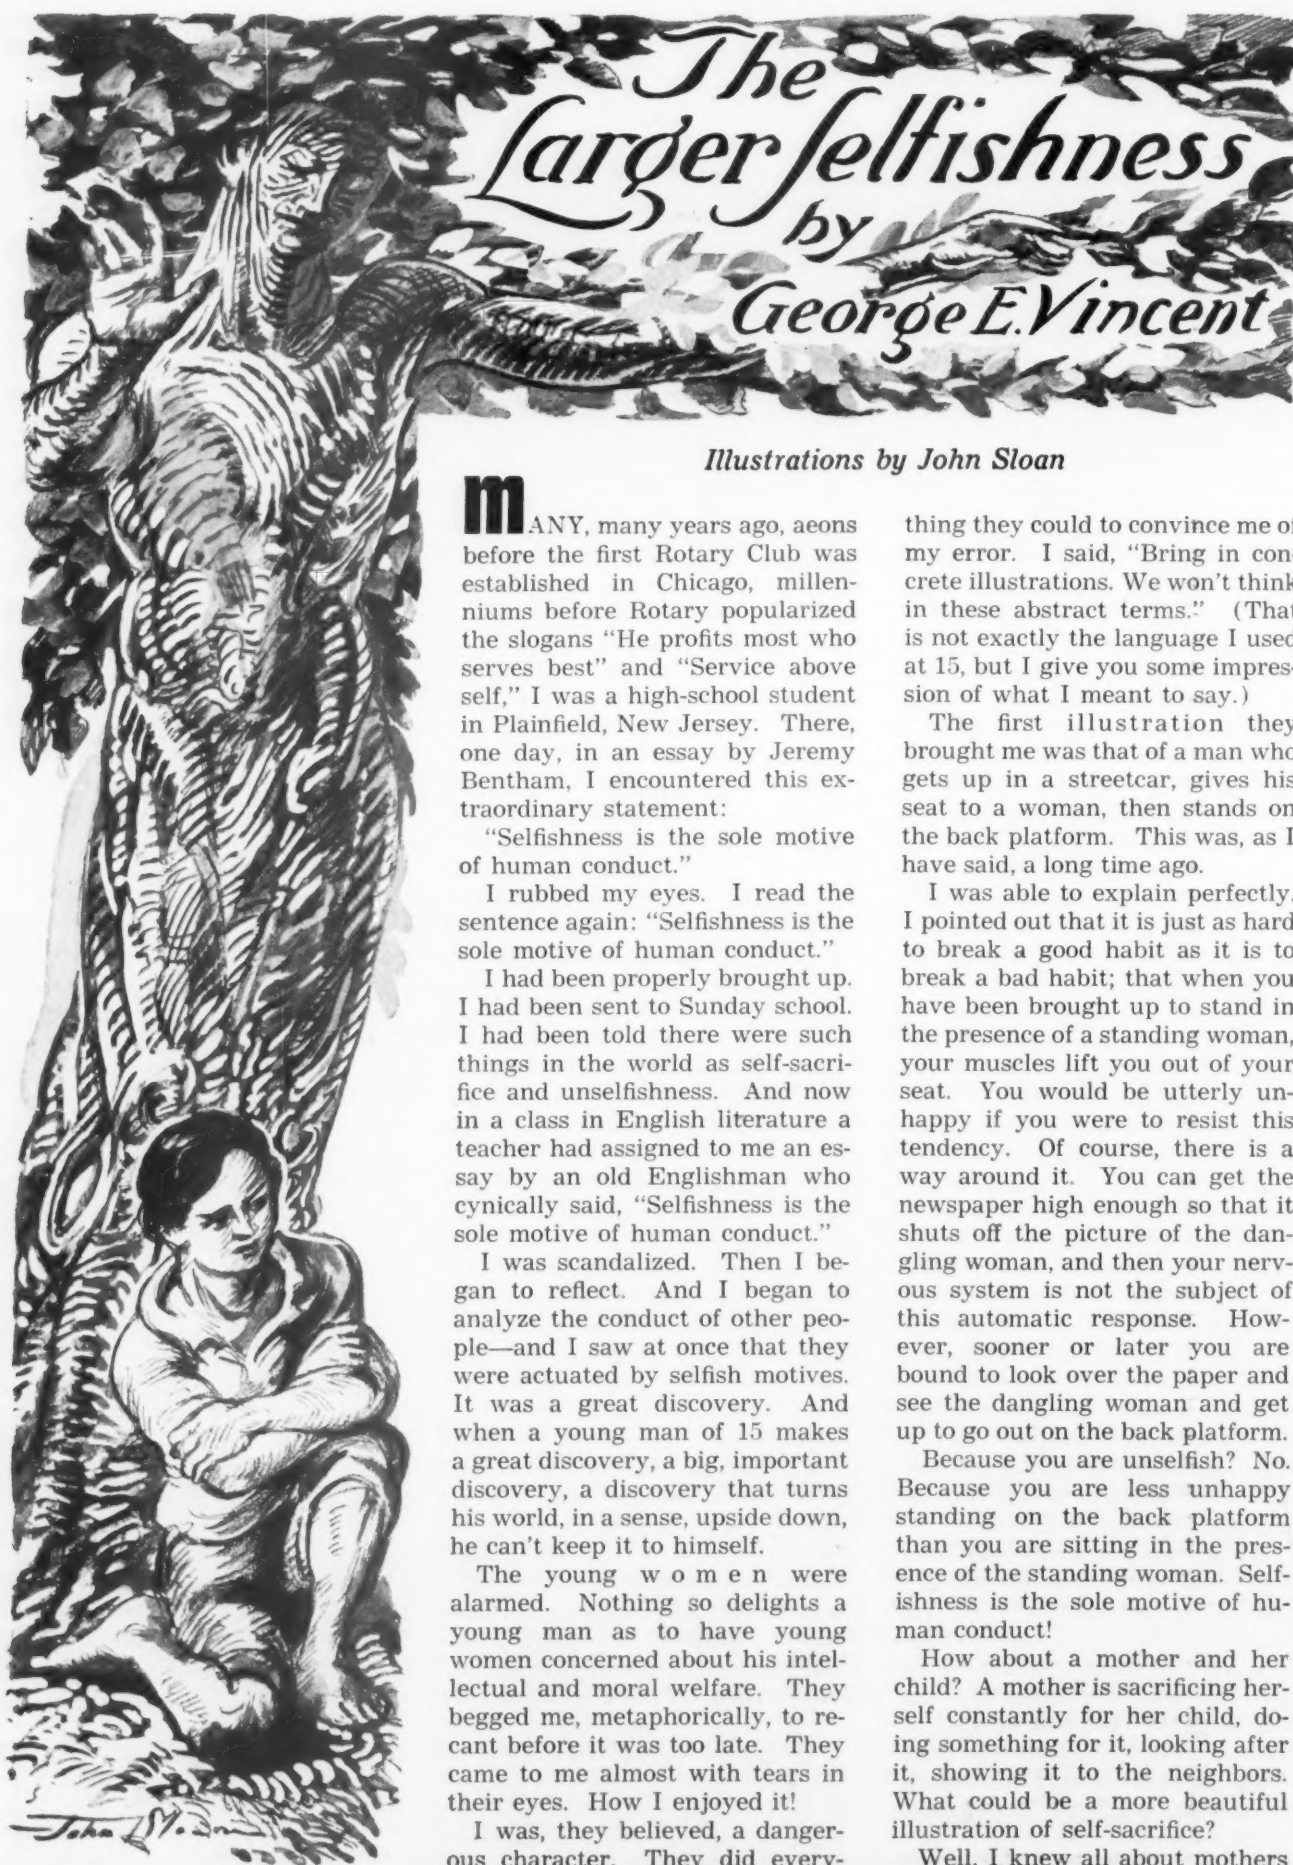 The
Larger Selfishness
by
George E. Vincent
Illustrations by John Sloan
MANY, many years ago, aeons
before the first Rotary Club was
established in Chicago, millen-
niums before Rotary popularized
the slogans “He profits most who
serves best” and “Service above
self,” I was a high-school student
in Plainfield, New Jersey. There,
one day, in an essay by Jeremy
Bentham, I encountered this ex-
traordinary statement:
“Selfishness is the sole motive
of human conduct.”
I rubbed my eyes. I read the
sentence again: “Selfishness is the
sole motive of human conduct.”
I had been properly brought up.
I had been sent to Sunday school.
I had been told there were such
things in the world as self-sacri-
fice and unselfishness. And now
in a class in English literature a
teacher had assigned to me an es-
say by an old Englishman who
cynically said, “Selfishness is the
sole motive of human conduct.”
I was scandalized. Then I be-
gan to reflect. And I began to
analyze the conduct of other peo-
ple—and I saw at once that they
were actuated by selfish motives.
It was a great discovery. And
when a young man of 15 makes
a great discovery, a big, important
discovery, a discovery that turns
his world, in a sense, upside down,
he can't keep it to himself.
The young women were
alarmed. Nothing so delights a
young man as to have young
women concerned about his intel-
lectual and moral welfare. They
begged me, metaphorically, to re-
cant before it was too late. They
came to me almost with tears in
their eyes. How I enjoyed it!
I was, they believed, a danger-
ous character. They did every-
thing they could to convince me of
my error. I said, “Bring in con-
crete illustrations. We won't think
in these abstract terms.” (That
is not exactly the language I used
at 15, but I give you some impres-
sion of what I meant to say.)
The first illustration they
brought me was that of a man who
gets up in a streetcar, gives his
seat to a woman, then stands on
the back platform. This was, as I
have said, a long time ago.
I was able to explain perfectly.
I pointed out that it is just as hard
to break a good habit as it is to
break a bad habit; that when you
have been brought up to stand in
the presence of a standing woman,
your muscles lift you out of your
seat. You would be utterly un-
happy if you were to resist this
tendency. Of course, there is a
way around it. You can get the
newspaper high enough so that it
shuts off the picture of the dan-
gling woman, and then your nerv-
ous system is not the subject of
this automatic response. How-
ever, sooner or later you are
bound to look over the paper and
see the dangling woman and get
up to go out on the back platform.
Because you are unselfish? No.
Because you are less unhappy
standing on the back platform
than you are sitting in the pres-
ence of the standing woman. Self-
ishness is the sole motive of hu-
man conduct!
How about a mother and her
child? A mother is sacrificing her-
self constantly for her child, do-
ing something for it, looking after
it, showing it to the neighbors.
What could be a more beautiful
illustration of self-sacrifice?
Well, I knew all about mothers
John Sloan